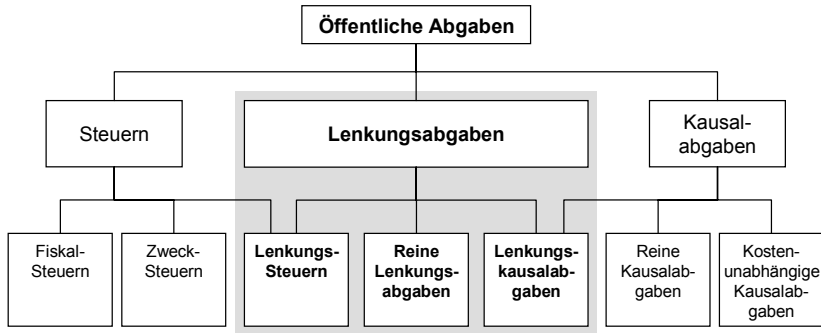 Öffentliche Abgaben
Steuern
Lenkungsabgaben
Kausal-
abgaben
Fiskal-
Steuern
Zweck-
Steuern
Lenkungs-
Steuern
Reine
Lenkungs-
abgaben
Lenkungs-
kausalab-
gaben
Reine
Kausalab-
gaben
Kosten-
unabhängige
Kausalab-
gaben